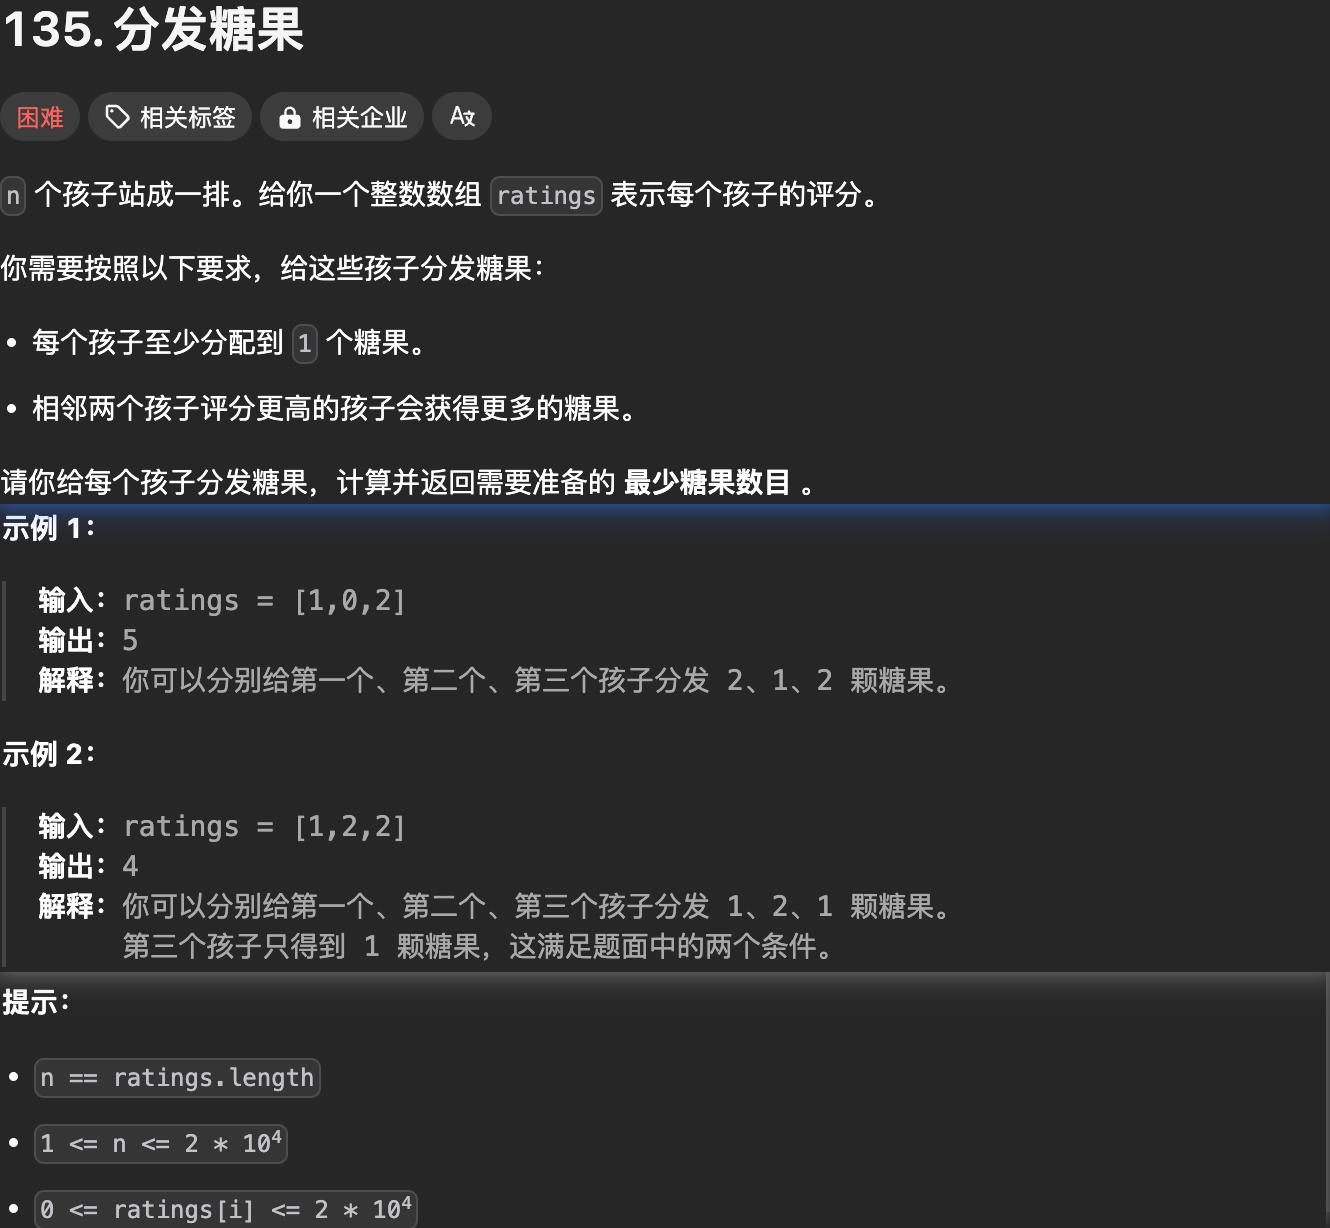 135. 分发糖果
困难 相关标签 相关企业 Ax
n 个孩子站成一排。给你一个整数数组 ratings 表示每个孩子的评分。
你需要按照以下要求，给这些孩子分发糖果：
• 每个孩子至少分配到 1 个糖果。
• 相邻两个孩子评分更高的孩子会获得更多的糖果。
请你给每个孩子分发糖果，计算并返回需要准备的 最少糖果数目 。
示例 1：
输入：ratings = [1,0,2]
输出：5
解释：你可以分别给第一个、第二个、第三个孩子分发 2、1、2 颗糖果。
示例 2：
输入：ratings = [1,2,2]
输出：4
解释：你可以分别给第一个、第二个、第三个孩子分发 1、2、1 颗糖果。
第三个孩子只得到 1 颗糖果，这满足题面中的两个条件。
提示：
• n == ratings.length
• 1 <= n <= 2 * 10⁴
• 0 <= ratings[i] <= 2 * 10⁴